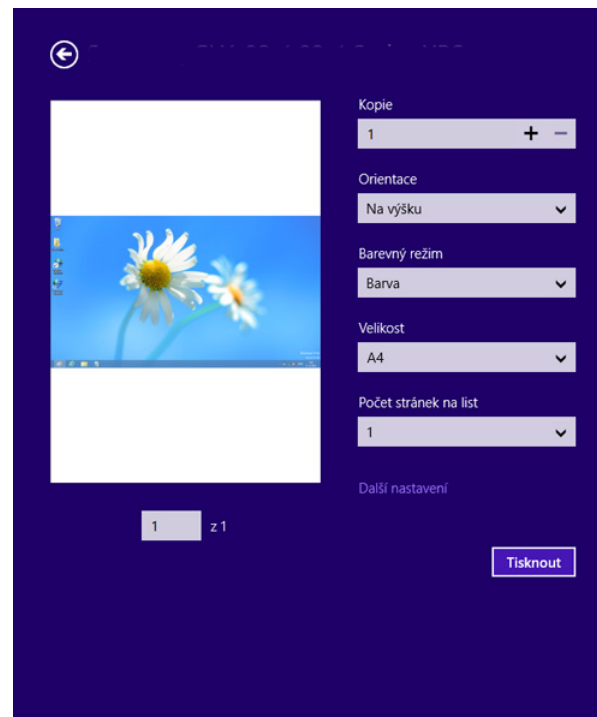 Kopie
1
Orientace
Na výšku
Barevný režim
Barva
Velikost
A4
Počet stránek na list
1
Další nastavení
1 z 1
Tisknout